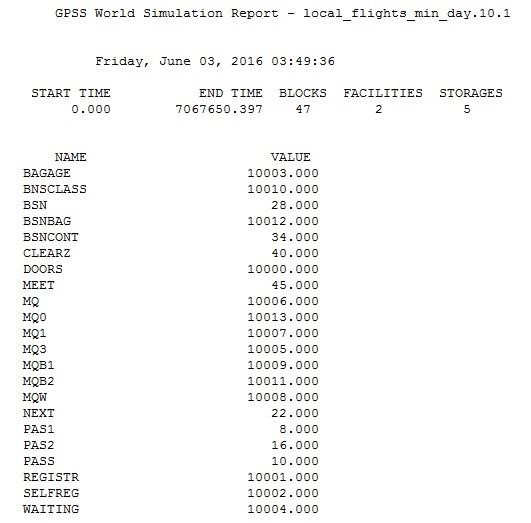 GPSS World Simulation Report - local_flights_min_day.10.1
Friday, June 03, 2016 03:49:36
START TIME END TIME BLOCKS FACILITIES STORAGES
0.000 7067650.397 47 2 5
NAME VALUE
BAGAGE 10003.000
BNSCLASS 10010.000
BSN 28.000
BSNBAG 10012.000
BSNCONT 34.000
CLEARZ 40.000
DOORS 10000.000
MEET 45.000
MQ 10006.000
MQ0 10013.000
MQ1 10007.000
MQ3 10005.000
MQB1 10009.000
MQB2 10011.000
MQW 10008.000
NEXT 22.000
PAS1 8.000
PAS2 16.000
PASS 10.000
REGISTR 10001.000
SELFREG 10002.000
WAITING 10004.000